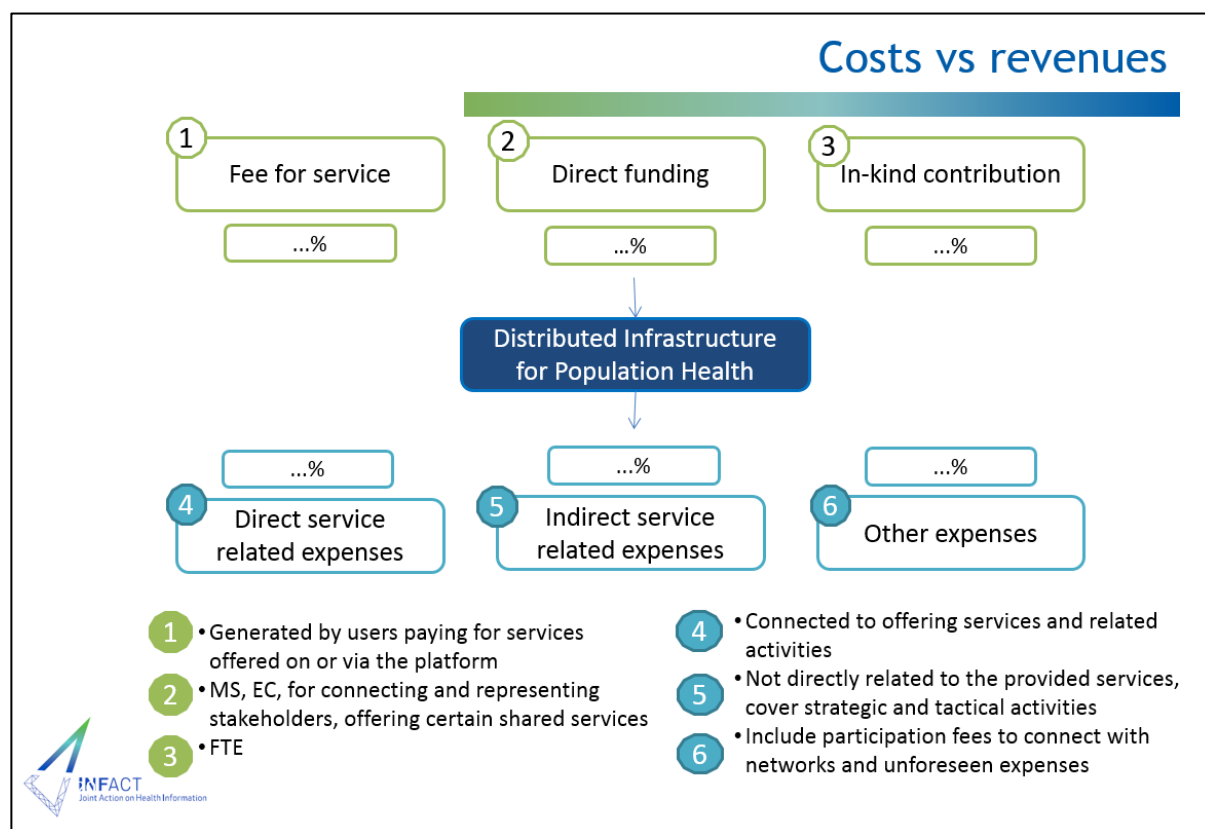 Costs vs revenues
1
2
3
Fee for service
Direct funding
In-kind contribution
...%
...%
...%
Distributed Infrastructure
for Population Health
...%
...%
...%
4
5
6
Direct service
related expenses
Indirect service
related expenses
Other expenses
1
• Generated by users paying for services
offered on or via the platform
2
• MS, EC, for connecting and representing
stakeholders, offering certain shared services
3
• FTE
4
• Connected to offering services and related
activities
5
• Not directly related to the provided services,
cover strategic and tactical activities
6
• Include participation fees to connect with
networks and unforeseen expenses
INFACT
Joint Action on Health Information